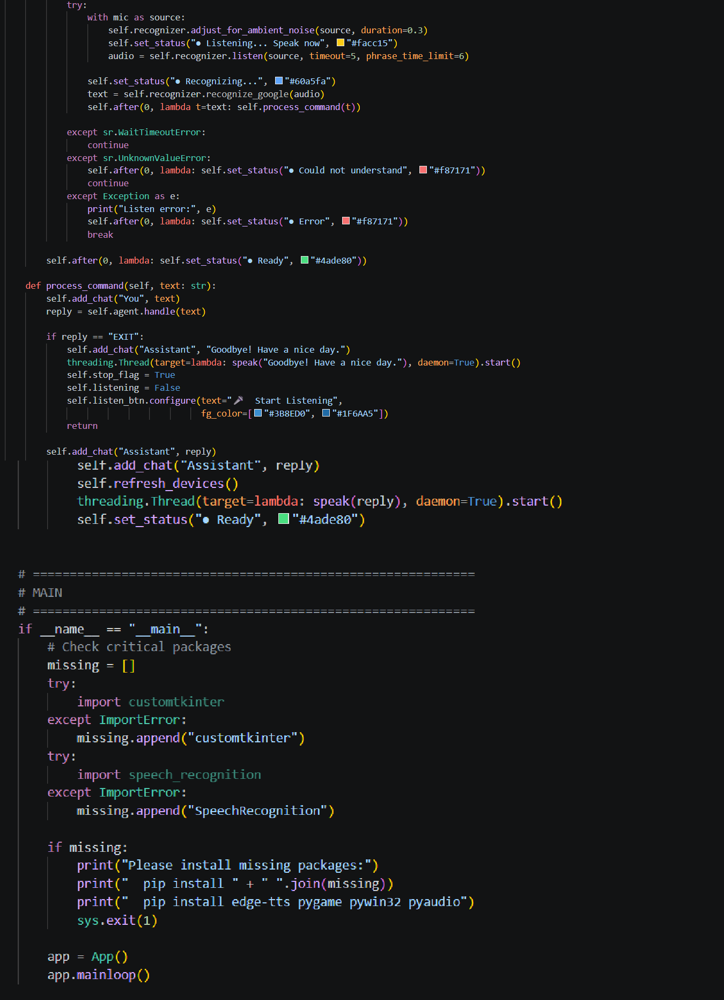 try:
with mic as source:
self.recognizer.adjust_for_ambient_noise(source, duration=0.3)
self.set_status("● Listening... Speak now", "#facc15")
audio = self.recognizer.listen(source, timeout=5, phrase_time_limit=6)
self.set_status("● Recognizing...", "#60a5fa")
text = self.recognizer.recognize_google(audio)
self.after(0, lambda t=text: self.process_command(t))
except sr.WaitTimeoutError:
continue
except sr.UnknownValueError:
self.after(0, lambda: self.set_status("● Could not understand", "#f87171"))
continue
except Exception as e:
print("Listen error:", e)
self.after(0, lambda: self.set_status("● Error", "#f87171"))
break
self.after(0, lambda: self.set_status("● Ready", "#4ade80"))
def process_command(self, text: str):
self.add_chat("You", text)
reply = self.agent.handle(text)
if reply == "EXIT":
self.add_chat("Assistant", "Goodbye! Have a nice day.")
threading.Thread(target=lambda: speak("Goodbye! Have a nice day."), daemon=True).start()
self.stop_flag = True
self.listening = False
self.listen_btn.configure(text="🎤  Start Listening",
fg_color=["#3B8ED0", "#1F6AA5"])
return
self.add_chat("Assistant", reply)
self.add_chat("Assistant", reply)
self.refresh_devices()
threading.Thread(target=lambda: speak(reply), daemon=True).start()
self.set_status("● Ready", "#4ade80")
# ============================================================
# MAIN
# ============================================================
if __name__ == "__main__":
# Check critical packages
missing = []
try:
import customtkinter
except ImportError:
missing.append("customtkinter")
try:
import speech_recognition
except ImportError:
missing.append("SpeechRecognition")
if missing:
print("Please install missing packages:")
print("  pip install " + " ".join(missing))
print("  pip install edge-tts pygame pywin32 pyaudio")
sys.exit(1)
app = App()
app.mainloop()